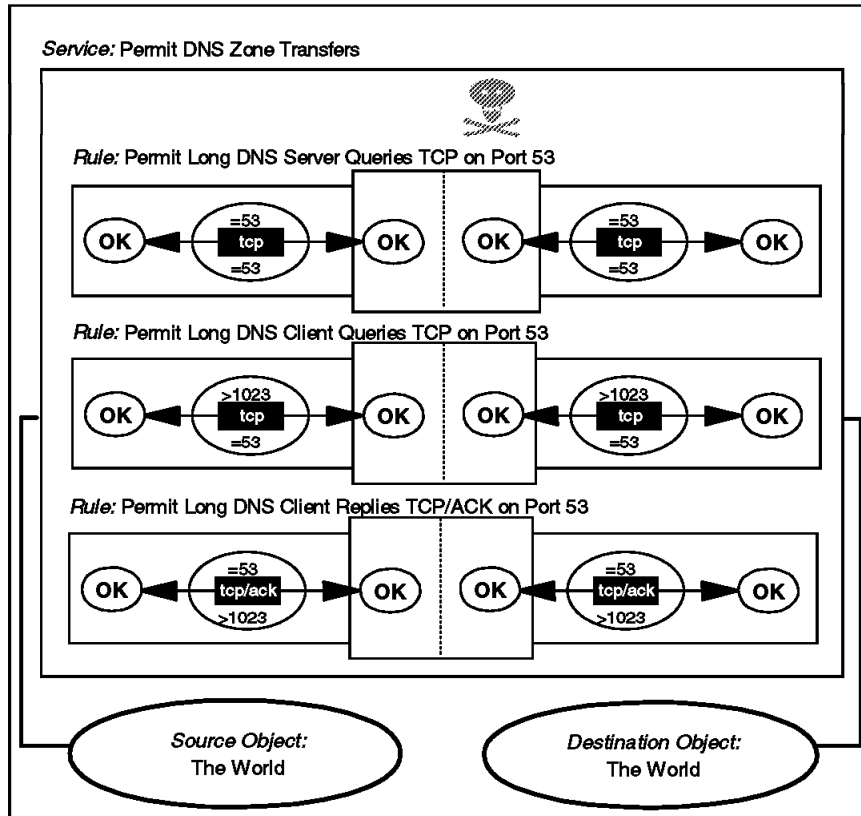 Service: Permit DNS Zone Transfers
Rule: Permit Long DNS Server Queries TCP on Port 53
OK
=53
tcp
=53
OK
OK
=53
tcp
=53
OK
Rule: Permit Long DNS Client Queries TCP on Port 53
OK
>1023
tcp
=53
OK
OK
>1023
tcp
=53
OK
Rule: Permit Long DNS Client Replies TCP/ACK on Port 53
OK
=53
tcp/ack
>1023
OK
OK
=53
tcp/ack
>1023
OK
Source Object:
The World
Destination Object:
The World